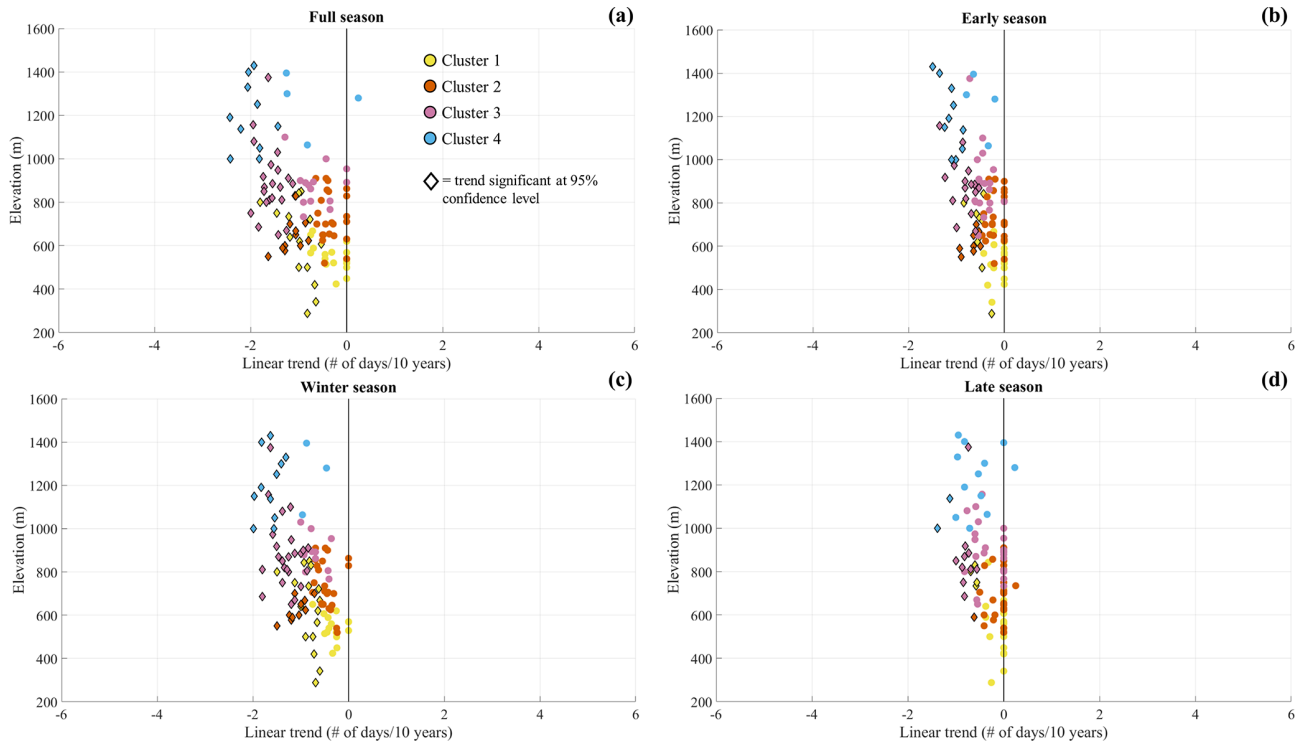 Full season
(a)
1600
1400
1200
1000
800
600
400
200
Elevation (m)
-6
-4
-2
0
2
4
6
Linear trend (# of days/10 years)
Cluster 1
Cluster 2
Cluster 3
Cluster 4
= trend significant at 95%
confidence level
Early season
(b)
1600
1400
1200
1000
800
600
400
200
Elevation (m)
-6
-4
-2
0
2
4
6
Linear trend (# of days/10 years)
Winter season
(c)
1600
1400
1200
1000
800
600
400
200
Elevation (m)
-6
-4
-2
0
2
4
6
Linear trend (# of days/10 years)
Late season
(d)
1600
1400
1200
1000
800
600
400
200
Elevation (m)
-6
-4
-2
0
2
4
6
Linear trend (# of days/10 years)